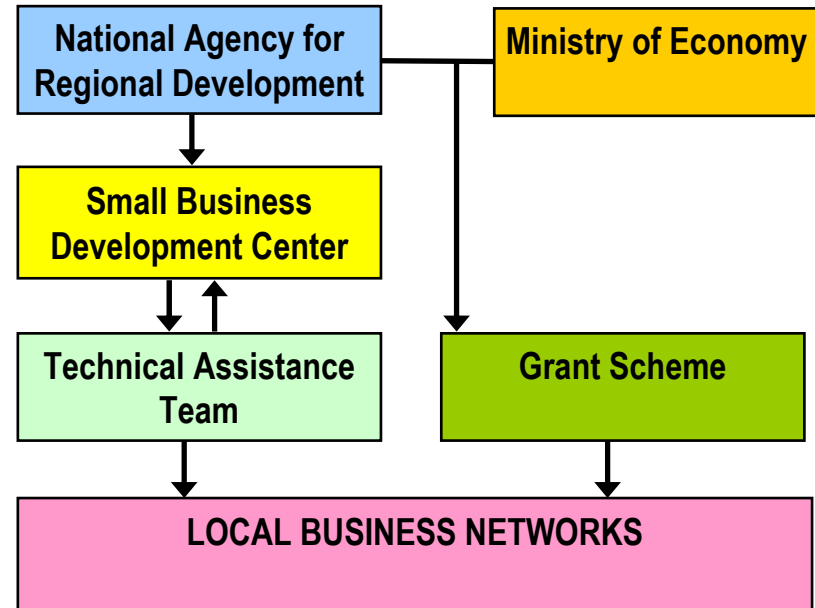 National Agency for
Regional Development
Ministry of Economy
Small Business
Development Center
Technical Assistance
Team
Grant Scheme
LOCAL BUSINESS NETWORKS